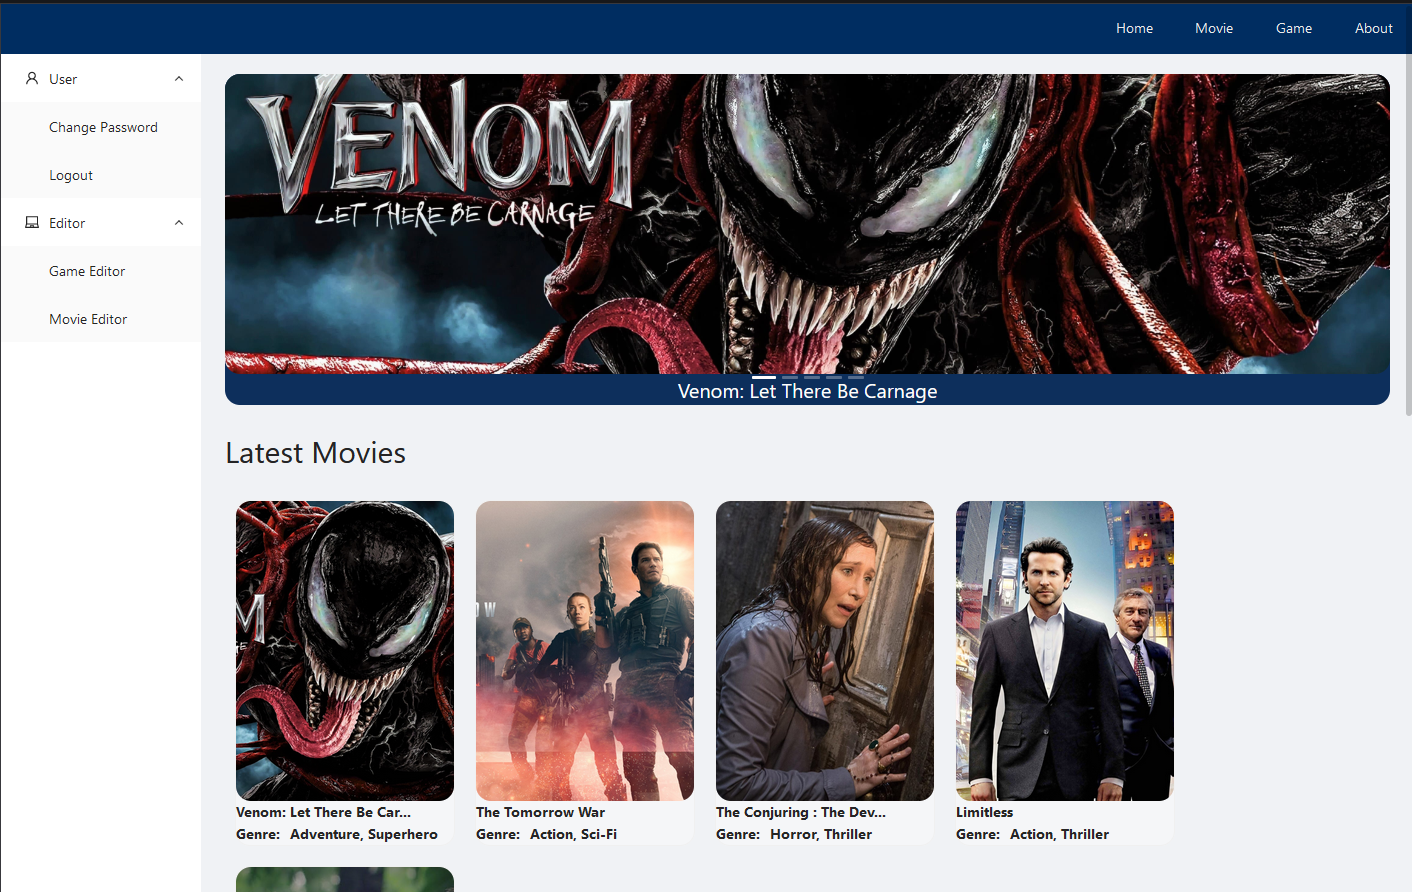 Home Movie Game About
User
Change Password
Logout
Editor
Game Editor
Movie Editor
VENOM
LET THERE BE CARNAGE
Venom: Let There Be Carnage
Latest Movies
Venom: Let There Be Car...
Genre: Adventure, Superhero
The Tomorrow War
Genre: Action, Sci-Fi
The Conjuring : The Dev...
Genre: Horror, Thriller
Limitless
Genre: Action, Thriller